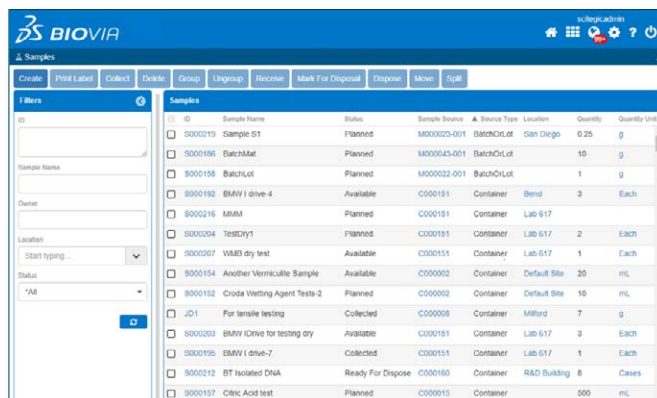 3S BIOVIA
scitegicadmin
99+
?
Samples
Create Print Label Collect Delete Group Ungroup Receive Mark For Disposal Dispose Move Split
Filters
ID
Sample Name
Owner
Location
Start typing...
Status
*All
Samples
ID Sample Name Status Sample Source ▲ Source Type Location Quantity Quantity Unit
S000219 Sample S1 Planned M000023-001 BatchOrLot San Diego 0.25 g
S000186 BatchMat Planned M000043-001 BatchOrLot 10 g
S000158 BatchLot Planned M000022-001 BatchOrLot 1 g
S000192 BMW I drive-4 Available C000151 Container Bend 3 Each
S000216 MMM Planned C000151 Container Lab 617
S000204 TestDry1 Planned C000151 Container Lab 617 2 Each
S000207 WMB dry test Available C000151 Container Lab 617 1 Each
S000154 Another Vermiculite Sample Available C000002 Container Default Site 20 mL
S000152 Croda Wetting Agent Tests-2 Planned C000002 Container Default Site 10 mL
JD1 For tensile testing Collected C000008 Container Milford 7 g
S000203 BMW IDrive for testing dry Available C000151 Container Lab 617 3 Each
S000195 BMW I drive-7 Collected C000151 Container Lab 617 1 Each
S000212 BT Isolated DNA Ready For Dispose C000160 Container R&D Building 8 Cases
S000157 Citric Acid test Planned C000015 Container 500 mL